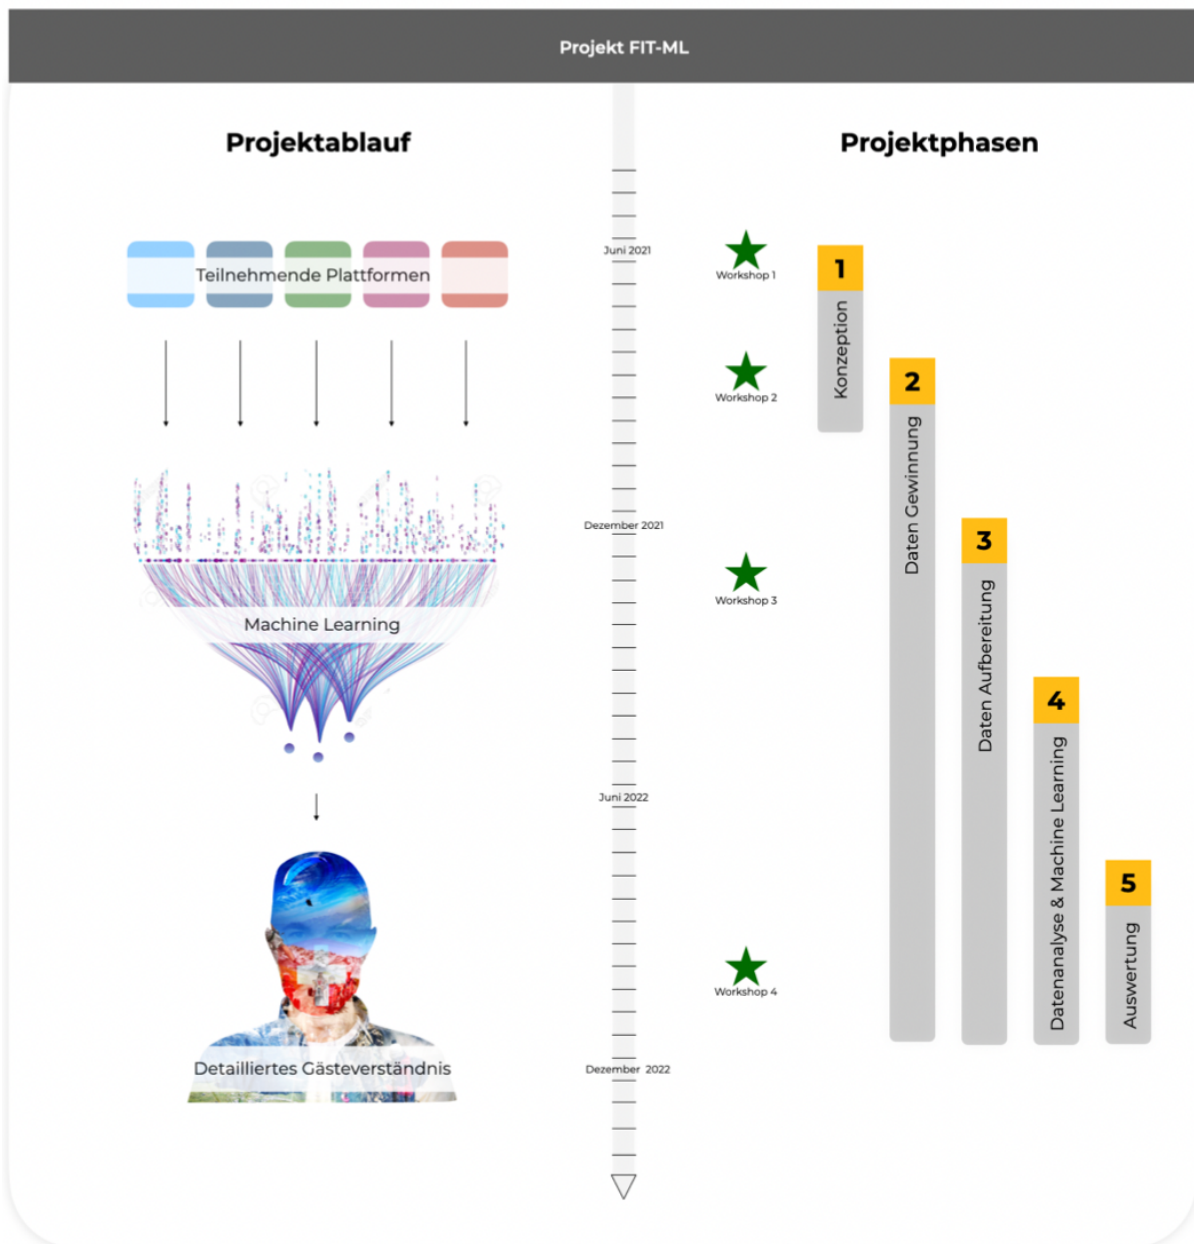 Projekt FIT-ML
Projektablauf
Teilnehmende Plattformen
Machine Learning
Detailliertes Gästeverständnis
Juni 2021
Dezember 2021
Juni 2022
Dezember 2022
Projektphasen
Workshop 1
Workshop 2
Workshop 3
Workshop 4
1
Konzeption
2
Daten Gewinnung
3
Daten Aufbereitung
4
Datenanalyse & Machine Learning
5
Auswertung